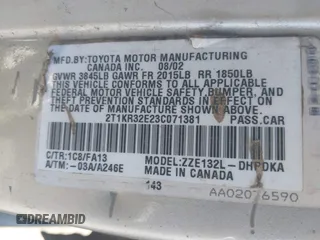 MFD.BY:TOYOTA MOTOR MANUFACTURING
CANADA INC. 08/02
GVWR 3845LB GAWR FR 2015LB RR 1850LB
THIS VEHICLE CONFORMS TO ALL APPLICABLE
FEDERAL MOTOR VEHICLE SAFETY,
BUMPER, AND THEFT PREVENTION
STANDARDS IN EFFECT ON THE DATE OF
MANUFACTURE SHOWN ABOVE.
2T1KR32E23C071381 PASS.CAR
C/TR:1C8/FA13
A/TM:-03A/A246E
MODEL:ZZE132L-DHPDKA
MADE IN CANADA
143
AA02076590
AUTOBIDMASTER